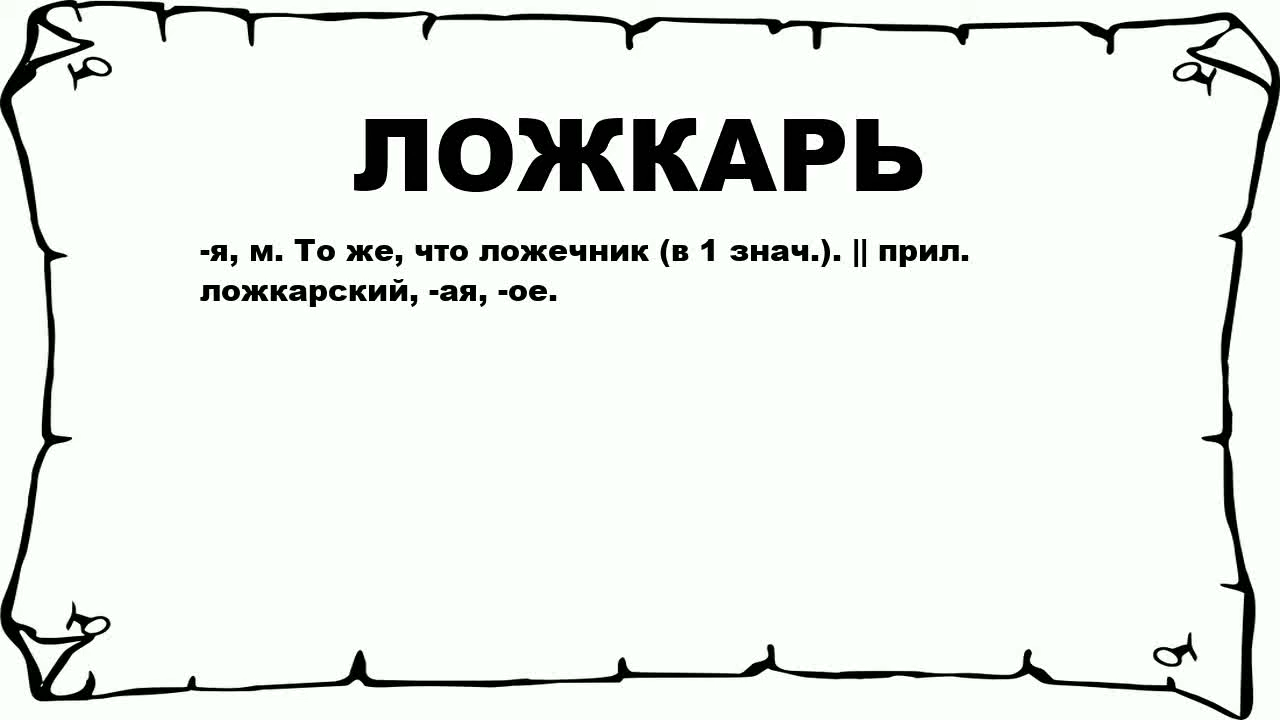 ЛОЖКАРЬ
-я, м. То же, что ложечник (в 1 знач.). || прил.
ложкарский, -ая, -ое.